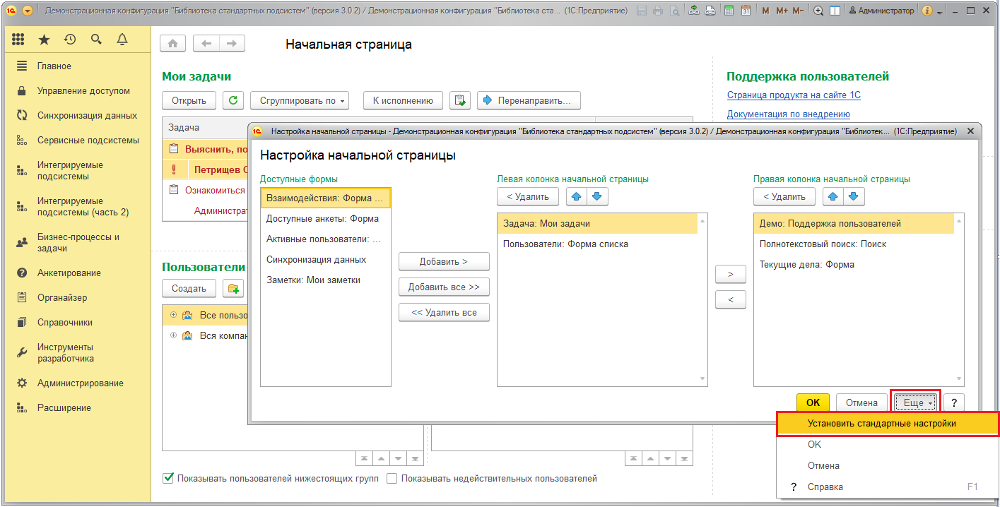 Демонстрационная конфигурация "Библиотека стандартных подсистем" (версия 3.0.2) / Демонстрационная конфигурация "Библиотека ста... (1С:Предприятие)
31 M M+ M- Администратор
Начальная страница
Главное
Управление доступом
Синхронизация данных
Сервисные подсистемы
Интегрируемые
подсистемы
Интегрируемые
подсистемы (часть 2)
Бизнес-процессы и
задачи
Анкетирование
Органайзер
Справочники
Инструменты
разработчика
Администрирование
Расширение
Мои задачи
Открыть Сгруппировать по К исполнению Перенаправить...
Задача
Выяснить, по
Петрищев С
Ознакомиться
Администрат
Поддержка пользователей
Страница продукта на сайте 1С
Документация по внедрению
Пользователи
Создать
Все пользо
Вся компан
Показывать пользователей нижестоящих групп Показывать недействительных пользователей
Настройка начальной страницы - Демонстрационная конфигурация "Библиотека стандартных подсистем" (версия 3.0.2) / Демонстрационная конфигурация "Библиотек... (1С:Предприятие)
Настройка начальной страницы
Доступные формы
Взаимодействия: Форма ...
Доступные анкеты: Форма
Активные пользователи: ...
Синхронизация данных
Заметки: Мои заметки
Добавить >
Добавить все >>
<< Удалить все
Левая колонка начальной страницы
< Удалить
Задача: Мои задачи
Пользователи: Форма списка
>
<
Правая колонка начальной страницы
< Удалить
Демо: Поддержка пользователей
Полнотекстовый поиск: Поиск
Текущие дела: Форма
ОК Отмена Еще ?
Установить стандартные настройки
ОК
Отмена
? Справка F1